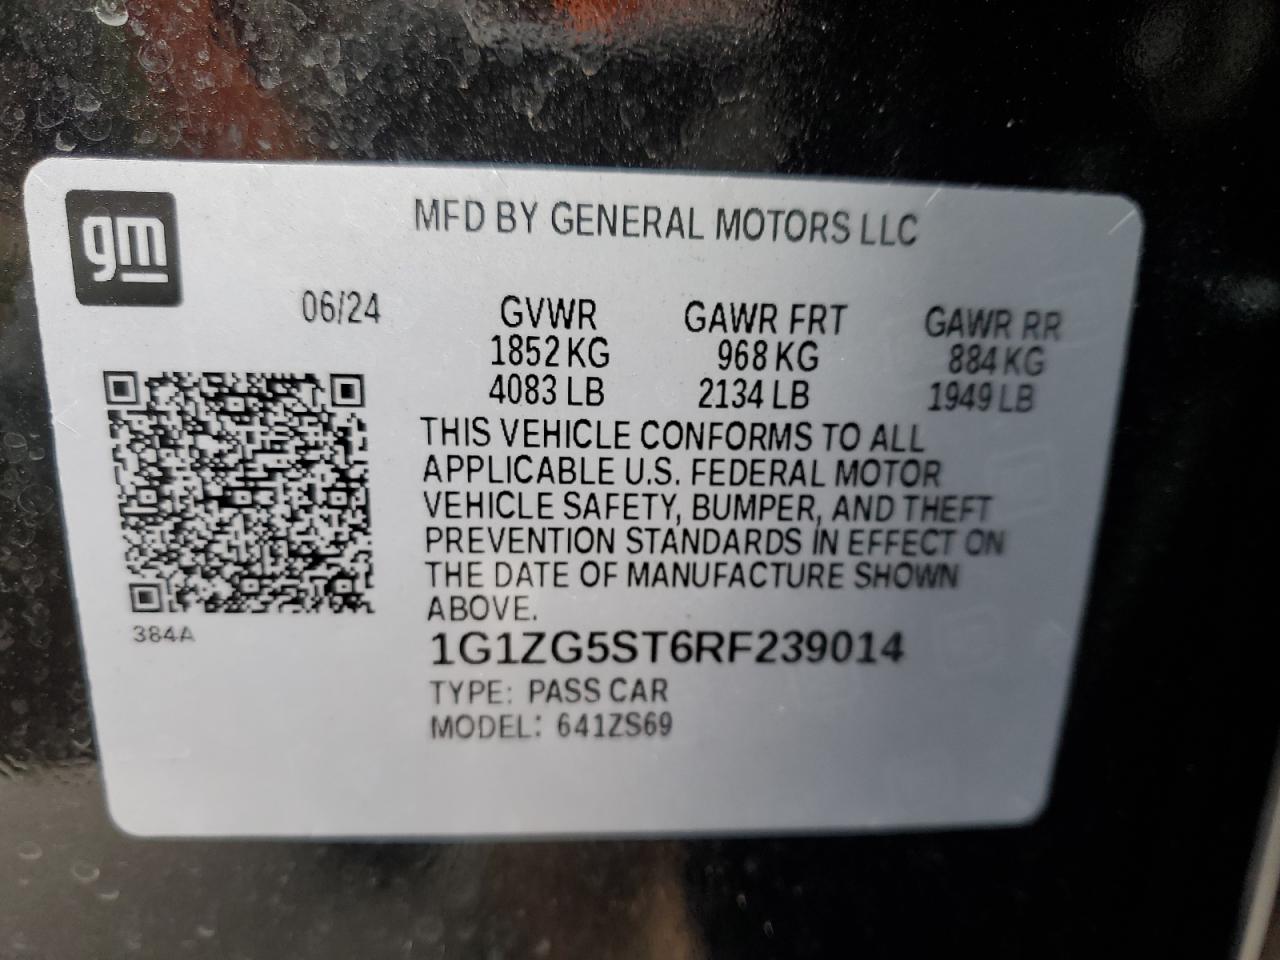 gm
MFD BY GENERAL MOTORS LLC
06/24
GVWR GAWR FRT GAWR RR
1852 KG 968 KG 884 KG
4083 LB 2134 LB 1949 LB
THIS VEHICLE CONFORMS TO ALL
APPLICABLE U.S. FEDERAL MOTOR
VEHICLE SAFETY, BUMPER, AND THEFT
PREVENTION STANDARDS IN EFFECT ON
THE DATE OF MANUFACTURE SHOWN
ABOVE.
384A
1G1ZG5ST6RF239014
TYPE: PASS CAR
MODEL: 641ZS69